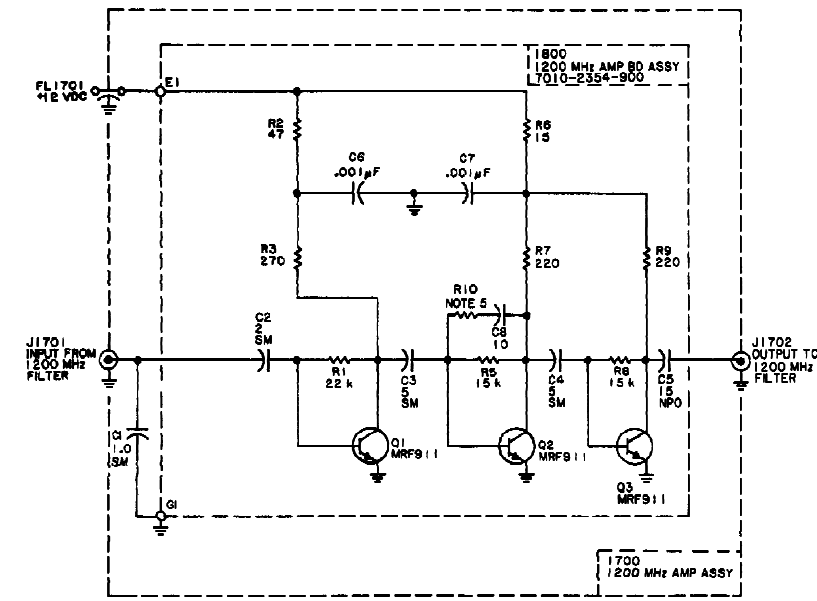 1800
1200 MHz AMP BD ASSY
7010-2354-900
FL1701
+12 VDC
E1
R2
47
R6
15
C6
.001µF
C7
.001µF
R3
270
R7
220
R9
220
R10
NOTE 5
C8
10
J1701
INPUT FROM
1200 MHz
FILTER
C2
2
SM
R1
22 k
C3
5
SM
R5
15 k
C4
5
SM
R8
15 k
C5
15
NPO
J1702
OUTPUT TO
1200 MHz
FILTER
C1
1.0
SM
Q1
MRF911
Q2
MRF911
Q3
MRF911
G1
1700
1200 MHz AMP ASSY